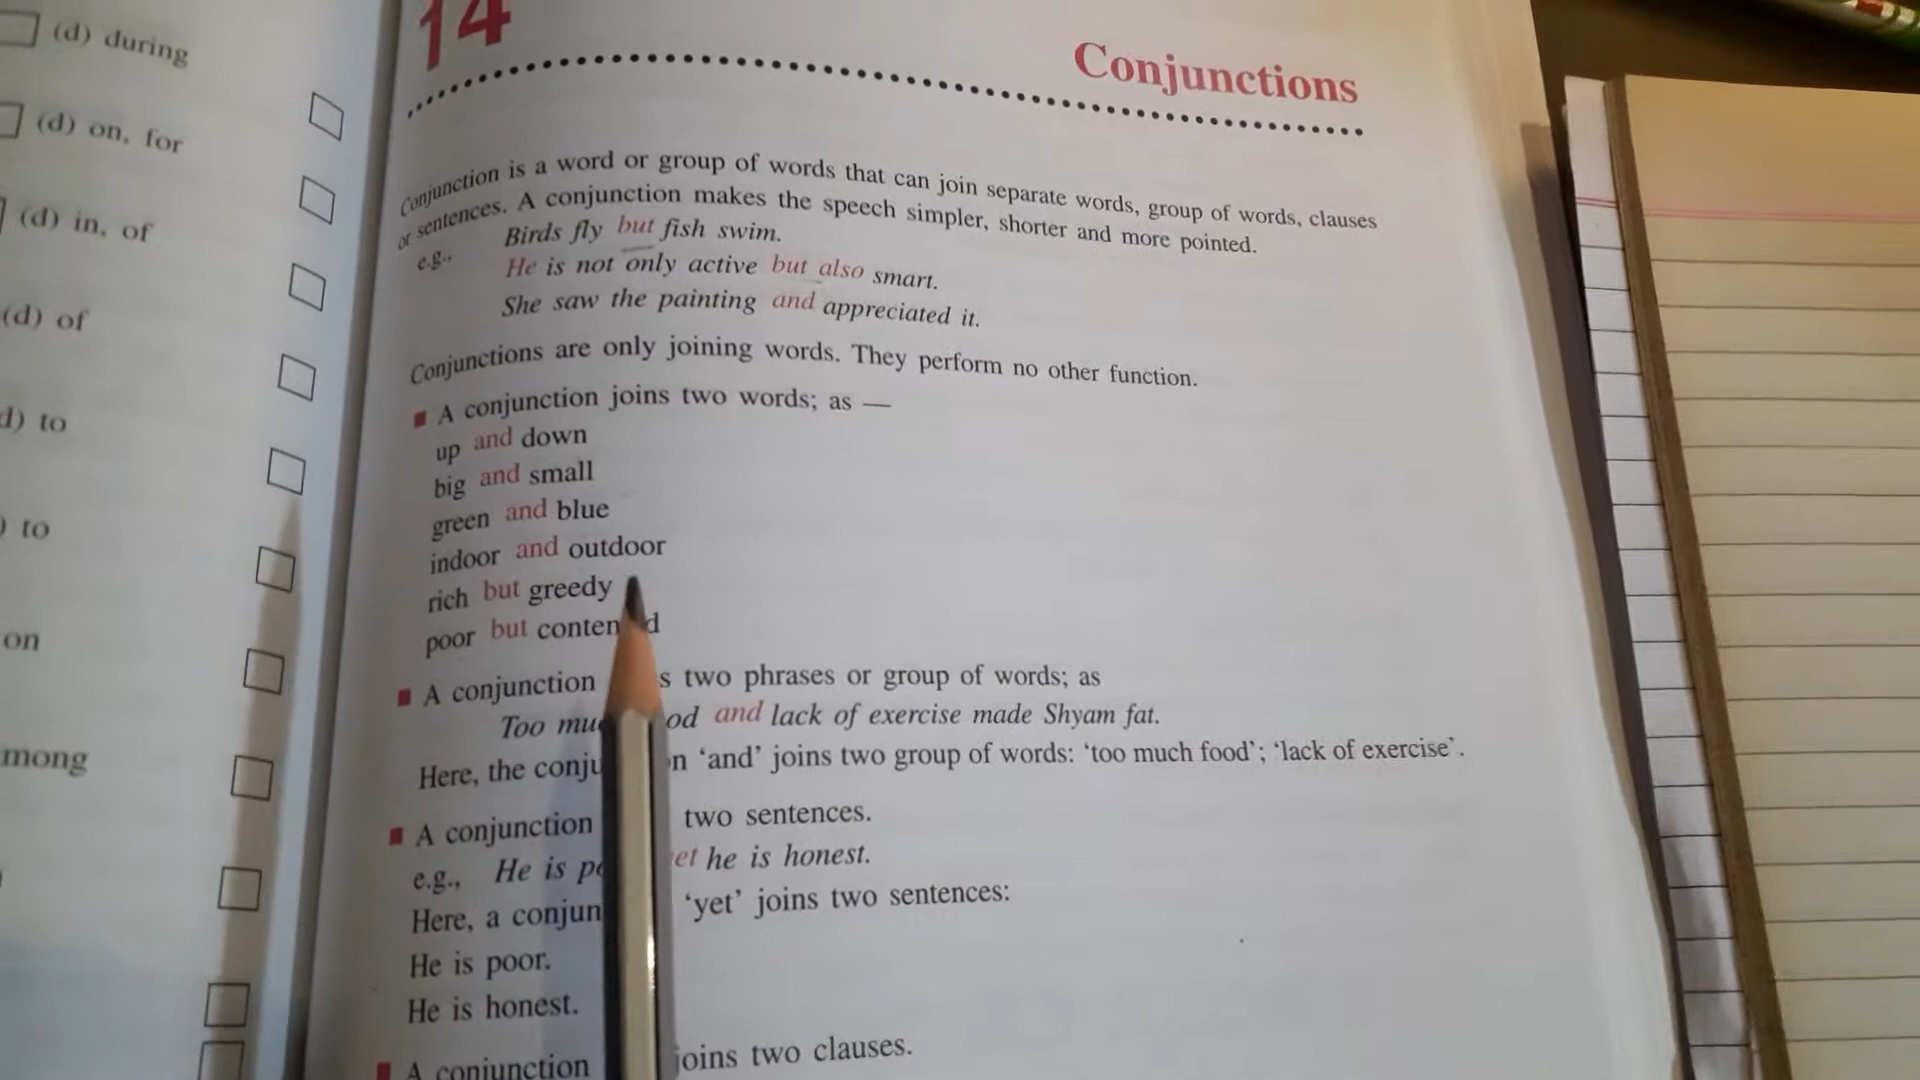 (d) during
(d) on, for
(d) in, of
(d) of
d) to
) to
on
mong
14
Conjunctions
Conjunction is a word or group of words that can join separate words, group of words, clauses
or sentences. A conjunction makes the speech simpler, shorter and more pointed.
e.g., Birds fly but fish swim.
He is not only active but also smart.
She saw the painting and appreciated it.
Conjunctions are only joining words. They perform no other function.
A conjunction joins two words; as —
up and down
big and small
green and blue
indoor and outdoor
rich but greedy
poor but
A conjunction two phrases or group of words; as
Too and lack of exercise made Shyam fat.
Here, the 'and' joins two group of words: 'too much food'; 'lack of exercise'.
A conjunction two sentences.
e.g., He is he is honest.
Here, a 'yet' joins two sentences:
He is poor.
He is honest.
A conjunction joins two clauses.